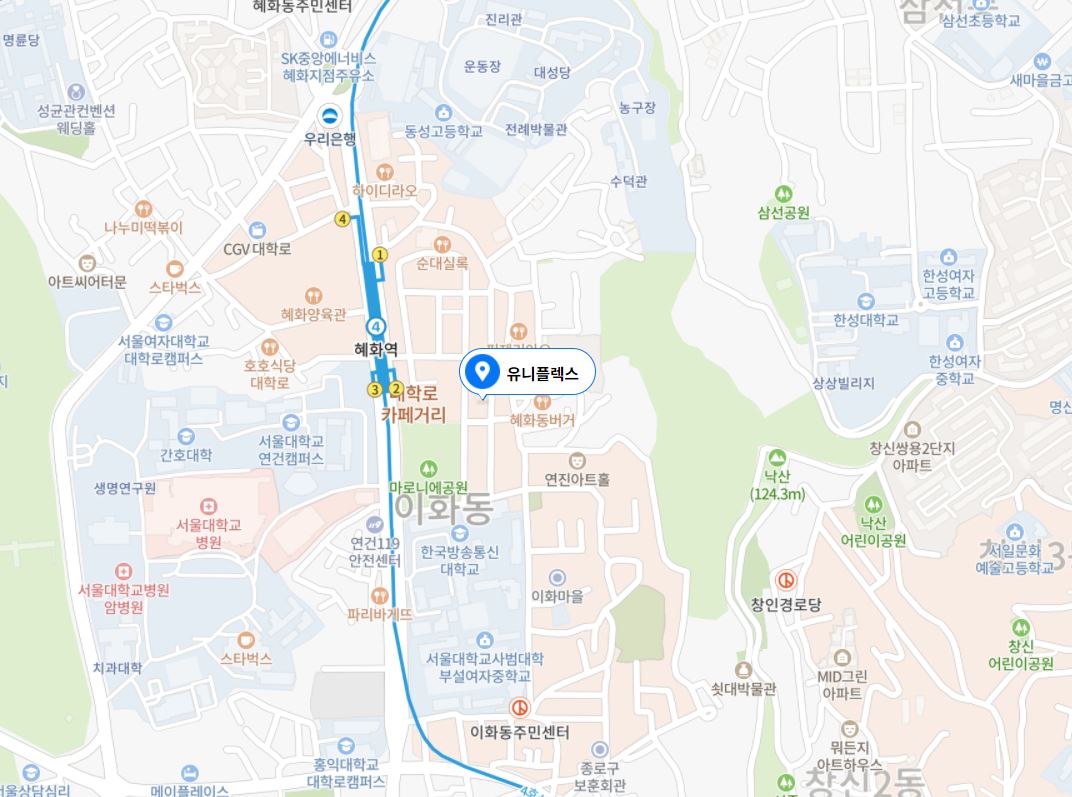 혜화동주민센터
진리관
삼선초등학교
명륜당
SK중앙에너비스
혜화지점주유소
운동장
대성당
새마을금고
성균관컨벤션
웨딩홀
우리은행
동성고등학교
전례박물관
농구장
수덕관
하이디라오
4
1
나누미떡볶이
CGV 대학로
순대실록
삼선공원
아트씨어터문
스타벅스
한성여자
고등학교
혜화양육관
한성대학교
4
혜화역
서울여자대학교
대학로캠퍼스
호호식당
대학로
한성여자
중학교
유니플렉스
3
2
대학로
카페거리
상상빌리지
지
혜화동버거
명신
간호대학
서울대학교
연건캠퍼스
창신쌍용2단지
아파트
생명연구원
마로니에공원
이화동
연진아트홀
낙산
(124.3m)
서울대학교
병원
연건119
안전센터
한국방송통신
대학교
낙산
어린이공원
서일문화
예술고등학교
서울대학교병원
암병원
파리바게뜨
이화마을
창인경로당
스타벅스
치과대학
서울대학교사범대학
부설여자중학교
쇳대박물관
MID그린
아파트
창신
어린이공원
이화동주민센터
뭐든지
아트하우스
홍익대학교
대학로캠퍼스
종로구
보훈회관
창신2동
메이플레이스
4호